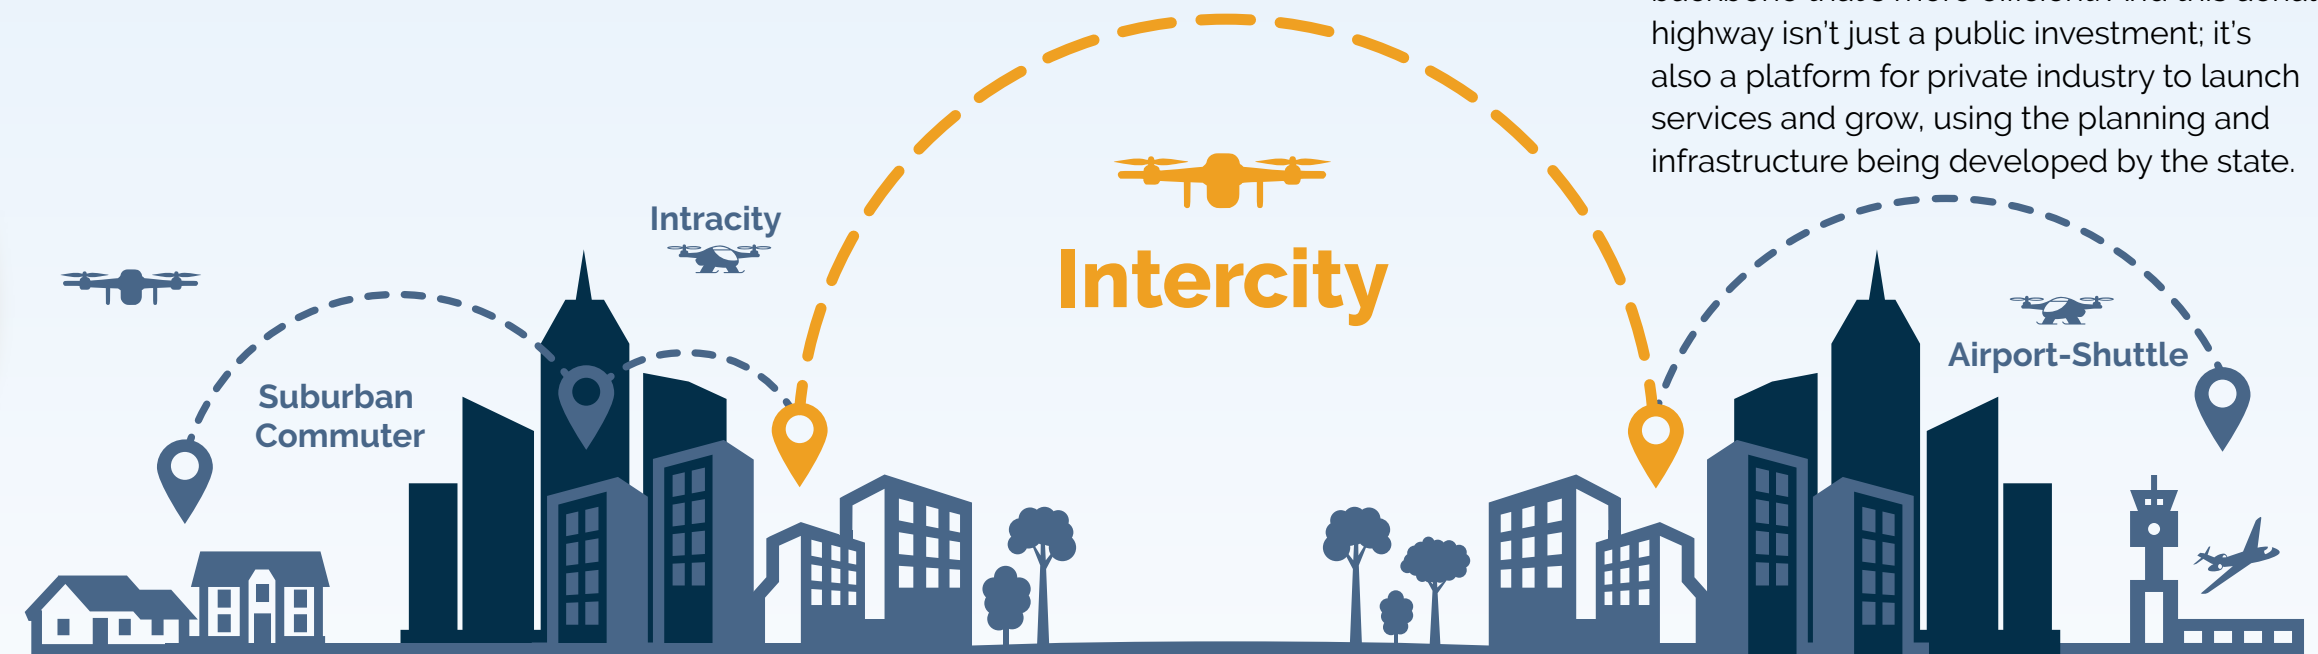 highway isn't just a public investment; it's
also a platform for private industry to launch
services and grow, using the planning and
infrastructure being developed by the state.
Intracity
Intercity
Airport-Shuttle
Suburban
Commuter